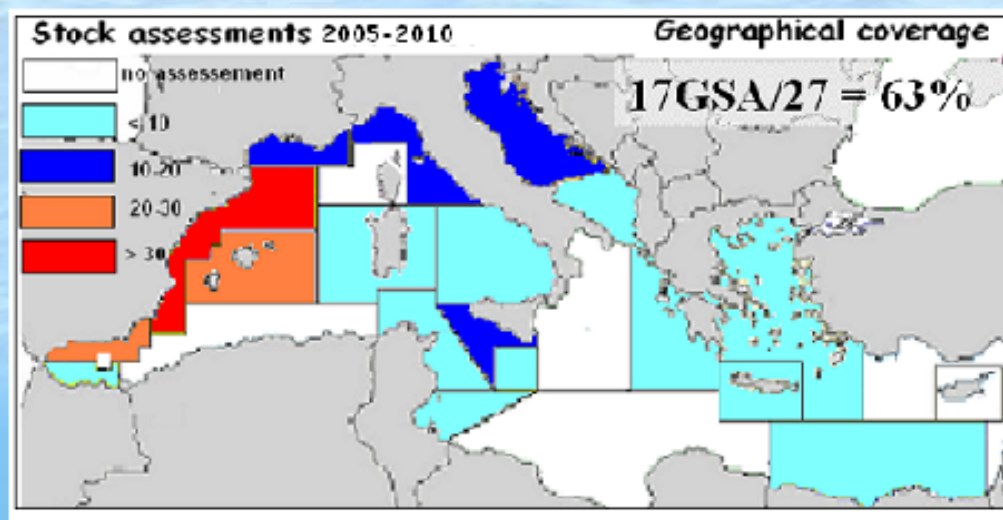 Stock assessments 2005-2010
Geographical coverage
no assessement
17GSA/27 = 63%
< 10
10-20
20-30
> 30